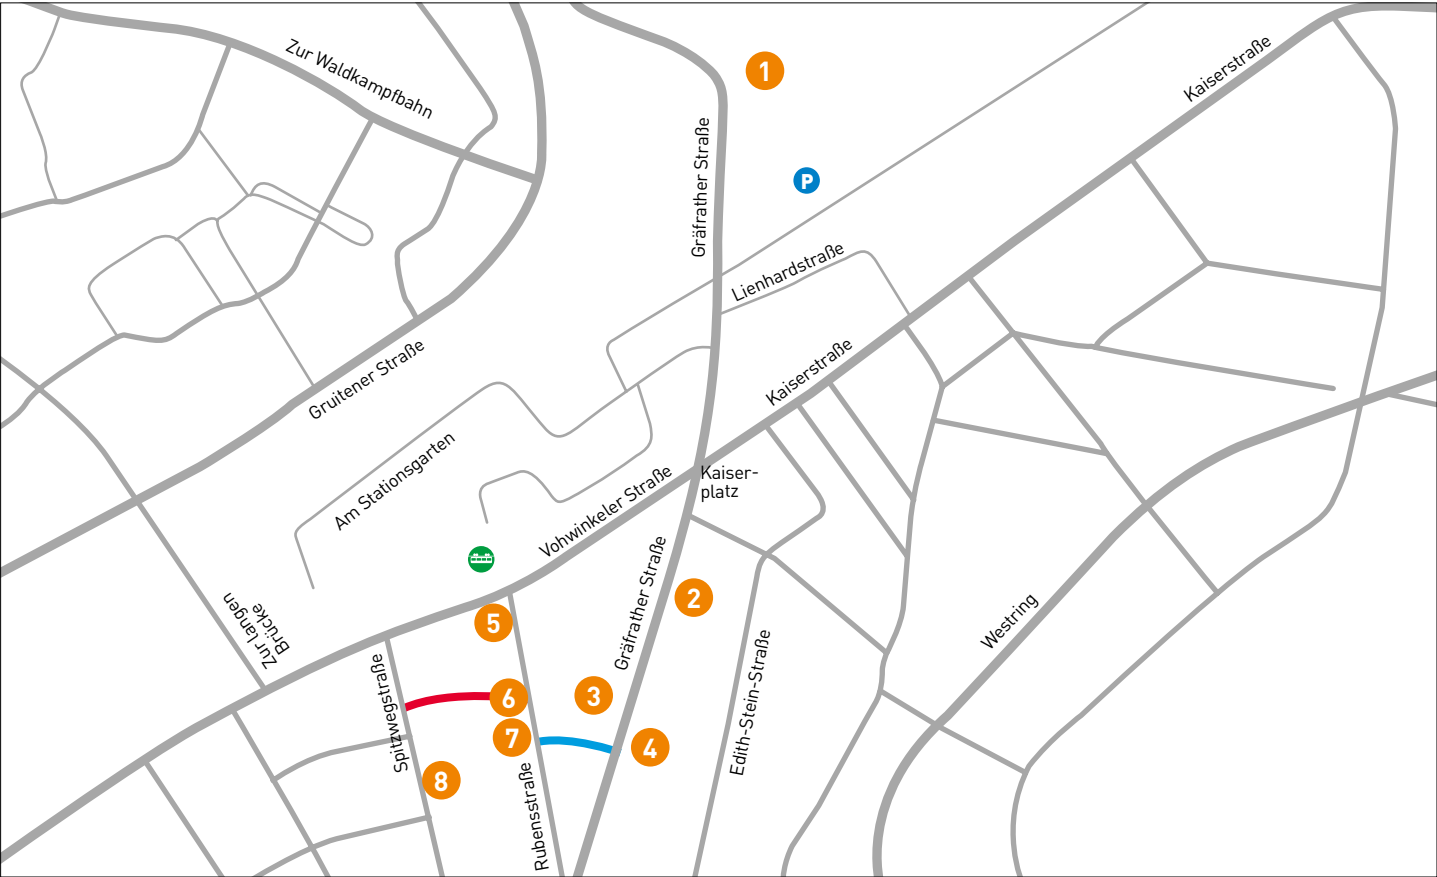 Zur Waldkampfbahn
1
Kaiserstraße
Gräfrather Straße
P
Lienhardstraße
Gruitener Straße
Kaiserstraße
Am Stationsgarten
Vohwinkeler Straße
Kaiser-
platz
Zur langen
Brücke
5
Gräfrather Straße
2
Westring
Spitzwegstraße
6
3
Edith-Stein-Straße
7
4
8
Rubensstraße